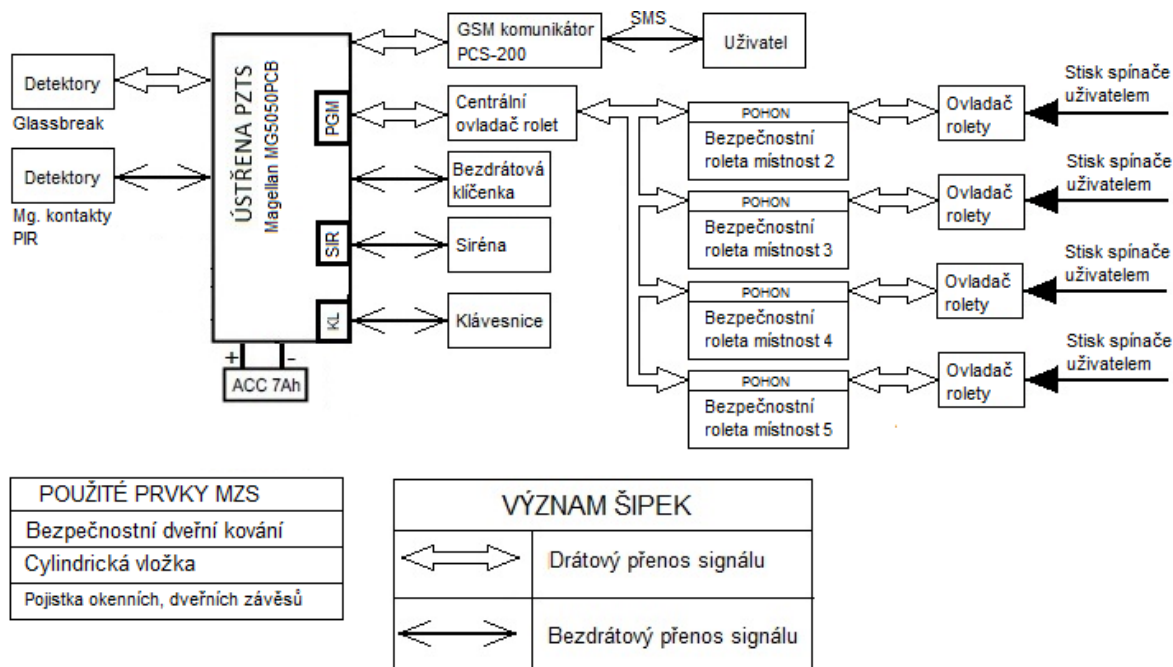 Detektory
Glassbreak
Detektory
Mg. kontakty
PIR
ÚSTŘENA PZTS
Magellan MG5050PCB
PGM
SIR
KL
+ -
ACC 7Ah
GSM komunikátor
PCS-200
SMS
Uživatel
Centrální
ovladač rolet
Bezdrátová
klíčenka
Siréna
Klávesnice
POHON
Bezpečnostní
roleta místnost 2
Ovladač
rolety
Stisk spínače
uživatelem
POHON
Bezpečnostní
roleta místnost 3
Ovladač
rolety
Stisk spínače
uživatelem
POHON
Bezpečnostní
roleta místnost 4
Ovladač
rolety
Stisk spínače
uživatelem
POHON
Bezpečnostní
roleta místnost 5
Ovladač
rolety
Stisk spínače
uživatelem
POUŽITÉ PRVKY MZS
Bezpečnostní dveřní kování
Cylindrická vložka
Pojistka okenních, dveřních závěsů
VÝZNAM ŠIPEK
Drátový přenos signálu
Bezdrátový přenos signálu